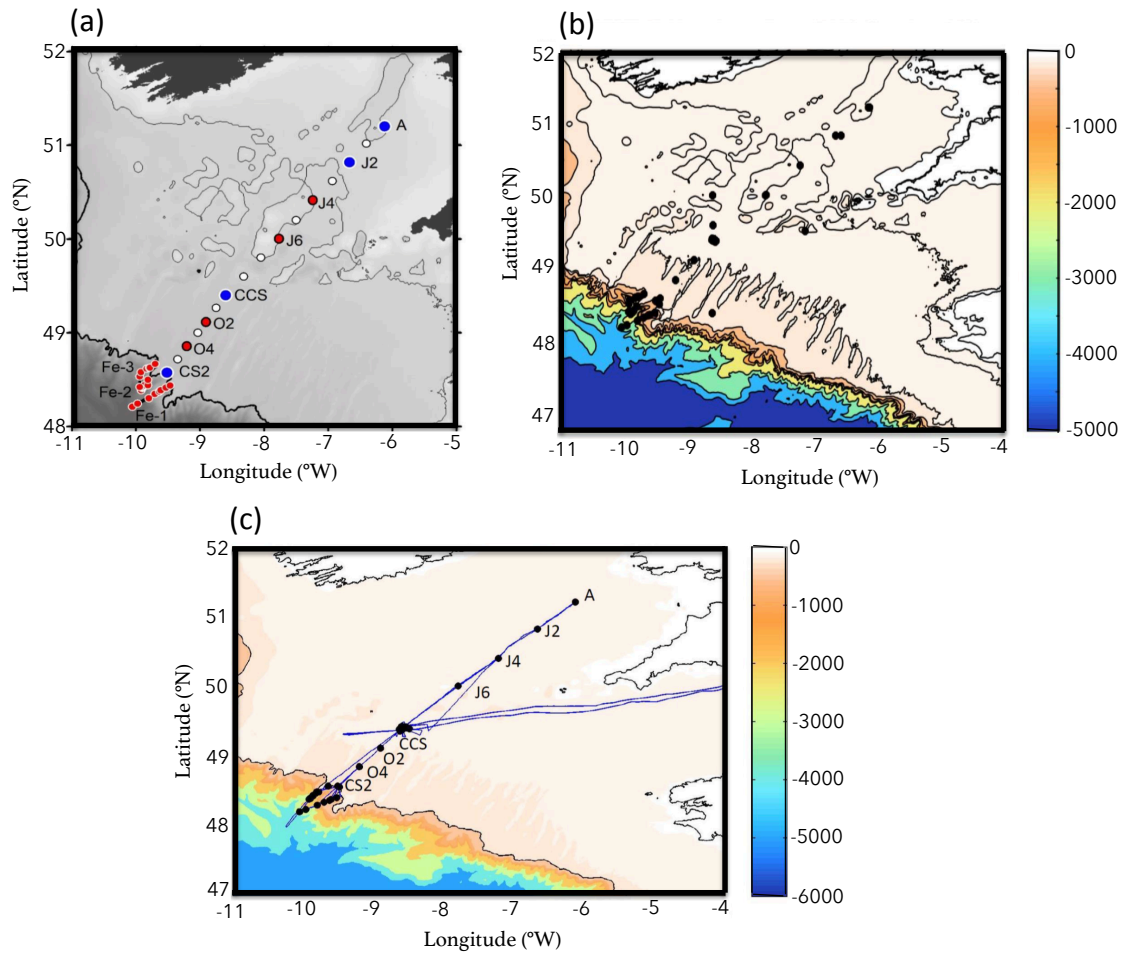 (a)
52
51
50
49
48
Latitude (°N)
A
J2
J4
J6
CCS
O2
O4
CS2
Fe-3
Fe-2
Fe-1
-11 -10 -9 -8 -7 -6 -5
Longitude (°W)
(b)
52
51
50
49
48
47
Latitude (°N)
-11 -10 -9 -8 -7 -6 -5 -4
Longitude (°W)
0
-1000
-2000
-3000
-4000
-5000
(c)
52
51
50
49
48
47
Latitude (°N)
A
J2
J4
J6
CCS
O2
O4
CS2
-11 -10 -9 -8 -7 -6 -5 -4
Longitude (°W)
0
-1000
-2000
-3000
-4000
-5000
-6000